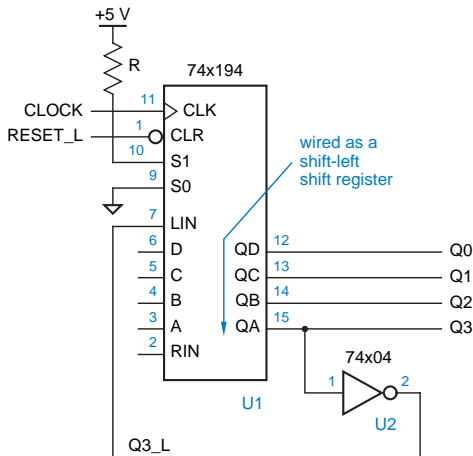 +5 V
R
74x194
CLOCK
11
CLK
RESET_L
1
CLR
10
S1
9
S0
7
LIN
6
D
5
C
4
B
3
A
2
RIN
wired as a
shift-left
shift register
QD
12
Q0
QC
13
Q1
QB
14
Q2
QA
15
Q3
U1
74x04
1
2
U2
Q3_L